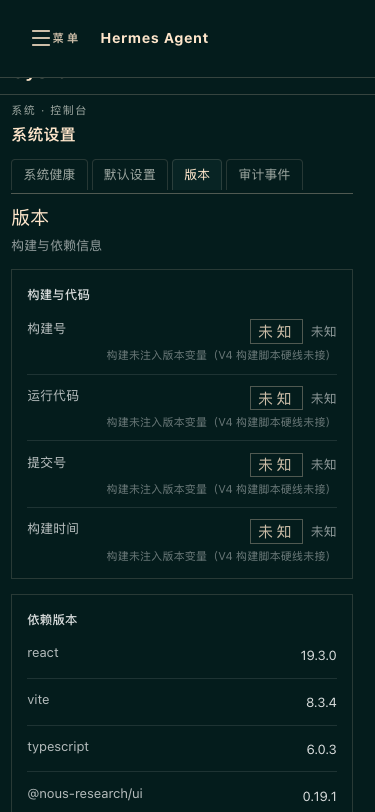 菜单 Hermes Agent
系统 · 控制台
系统设置
系统健康 默认设置 版本 审计事件
版本
构建与依赖信息
构建与代码
构建号 未知 未知
构建未注入版本变量（V4 构建脚本硬线未接）
运行代码 未知 未知
构建未注入版本变量（V4 构建脚本硬线未接）
提交号 未知 未知
构建未注入版本变量（V4 构建脚本硬线未接）
构建时间 未知 未知
构建未注入版本变量（V4 构建脚本硬线未接）
依赖版本
react 19.3.0
vite 8.3.4
typescript 6.0.3
@nous-research/ui 0.19.1